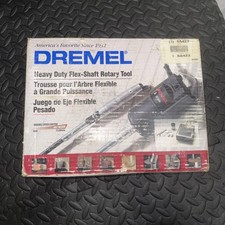 America's Favorite Since 1935!
DREMEL
Heavy Duty Flex-Shaft Rotary Tool
Trousse pour l'Arbre Flexible
à Grande Puissance
Juego de Eje Flexible
Pesado